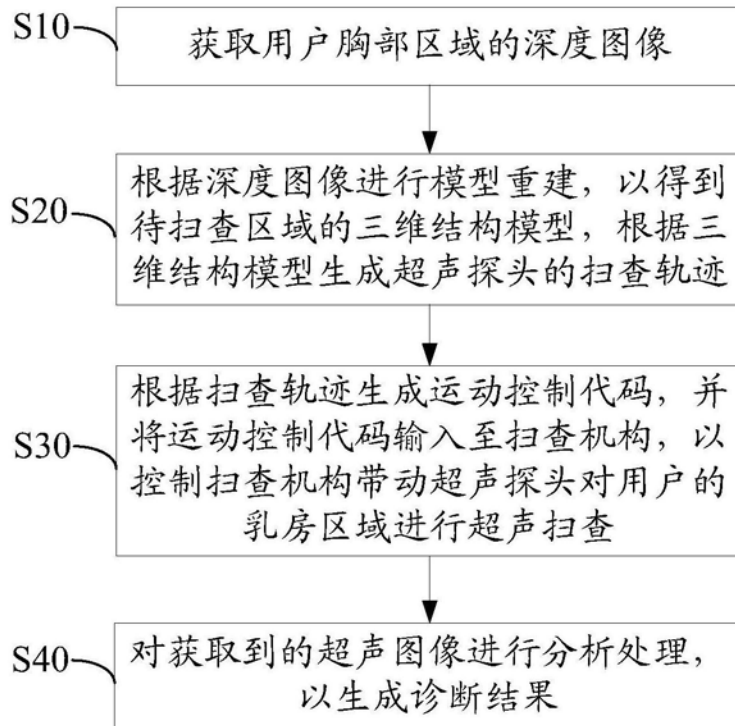 S10
获取用户胸部区域的深度图像
S20
根据深度图像进行模型重建，以得到
待扫查区域的三维结构模型，根据三
维结构模型生成超声探头的扫查轨迹
S30
根据扫查轨迹生成运动控制代码，并
将运动控制代码输入至扫查机构，以
控制扫查机构带动超声探头对用户的
乳房区域进行超声扫查
S40
对获取到的超声图像进行分析处理，
以生成诊断结果